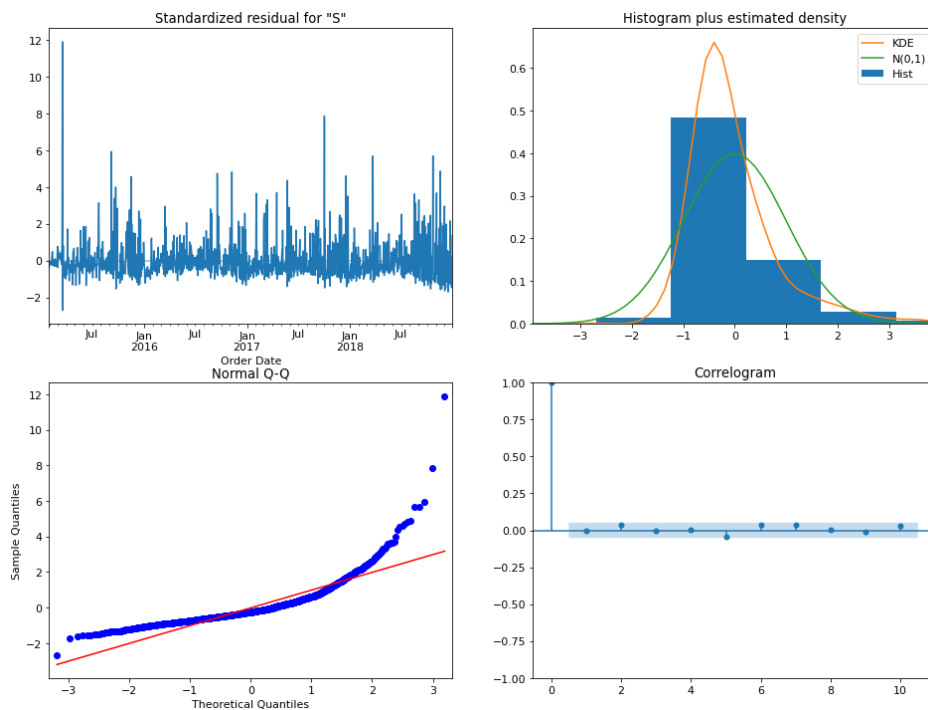 Standardized residual for "S"
12
10
8
6
4
2
0
−2
Jul
Jan
2016
Jul
Jan
2017
Jul
Jan
2018
Jul
Order Date
Histogram plus estimated density
KDE
N(0,1)
Hist
0.6
0.5
0.4
0.3
0.2
0.1
0.0
−3 −2 −1 0 1 2 3
Normal Q-Q
Sample Quantiles
12
10
8
6
4
2
0
−2
−3 −2 −1 0 1 2 3
Theoretical Quantiles
Correlogram
1.00
0.75
0.50
0.25
0.00
−0.25
−0.50
−0.75
−1.00
0 2 4 6 8 10